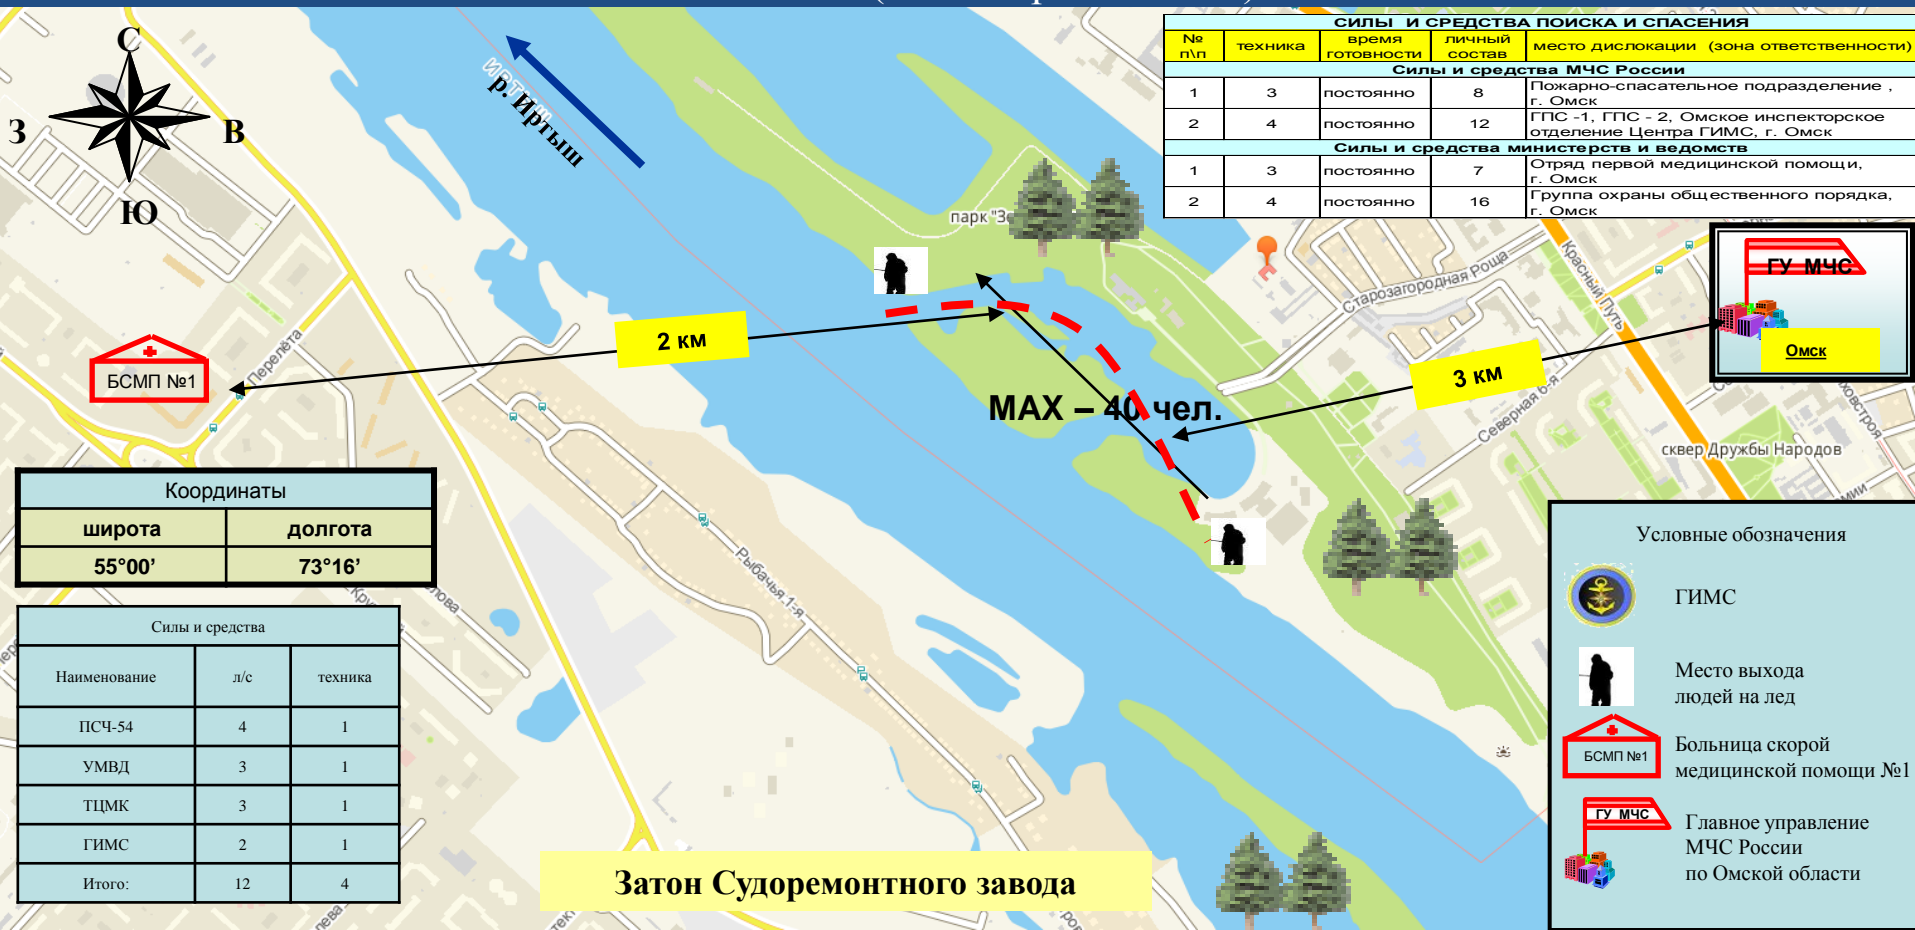 СИЛЫ И СРЕДСТВА ПОИСКА И СПАСЕНИЯ
№ п\п техника время готовности личный состав место дислокации (зона ответственности)
Силы и средства МЧС России
1 3 постоянно 8 Пожарно-спасательное подразделение ,
г. Омск
2 4 постоянно 12 ГПС -1, ГПС - 2, Омское инспекторское
отделение Центра ГИМС, г. Омск
Силы и средства министерств и ведомств
1 3 постоянно 7 Отряд первой медицинской помощи,
г. Омск
2 4 постоянно 16 Группа охраны общественного порядка,
г. Омск
С
З
В
Ю
ИРТЫШ
р. Иртыш
парк "Зе
Старозагородная Роща
Красный Путь
ГУ МЧС
Омск
2 км
3 км
БСМП №1
Перелёта
МАХ – 40 чел.
Северная 6-я
сквер Дружбы Народов
Координаты
широта долгота
55°00’ 73°16’
Рыбачья 1-я
Силы и средства
Наименование л/с техника
ПСЧ-54 4 1
УМВД 3 1
ТЦМК 3 1
ГИМС 2 1
Итого: 12 4
Затон Судоремонтного завода
Условные обозначения
ГИМС
Место выхода
людей на лед
БСМП №1
Больница скорой
медицинской помощи №1
ГУ МЧС
Главное управление
МЧС России
по Омской области